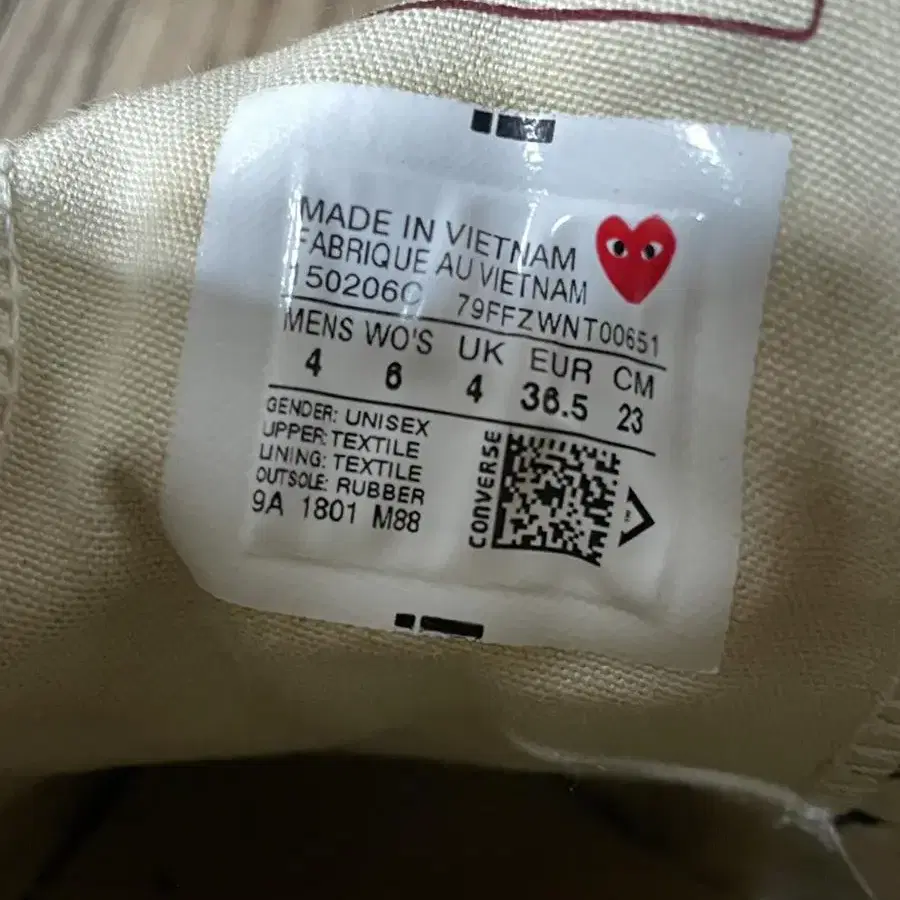 MADE IN VIETNAM
FABRIQUE AU VIETNAM
150206C 79FFZWNT00651
MENS WO'S UK EUR CM
4 6 4 36.5 23
GENDER: UNISEX
UPPER: TEXTILE
LINING: TEXTILE
OUTSOLE: RUBBER
9A 1801 M88
CONVERSE